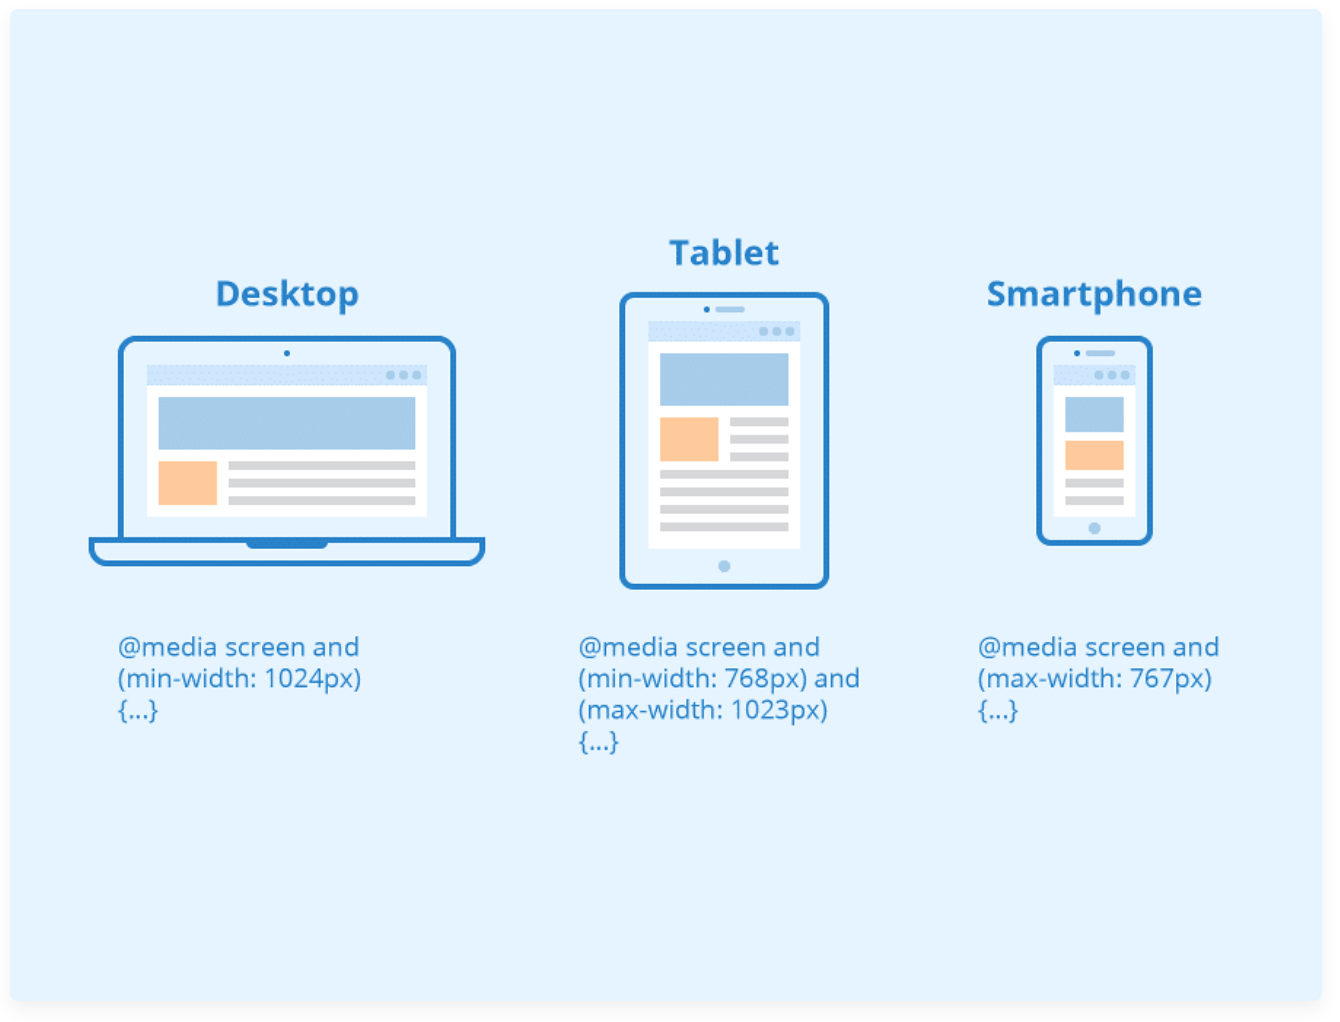 Desktop
@media screen and
(min-width: 1024px)
{...}
Tablet
@media screen and
(min-width: 768px) and
(max-width: 1023px)
{...}
Smartphone
@media screen and
(max-width: 767px)
{...}